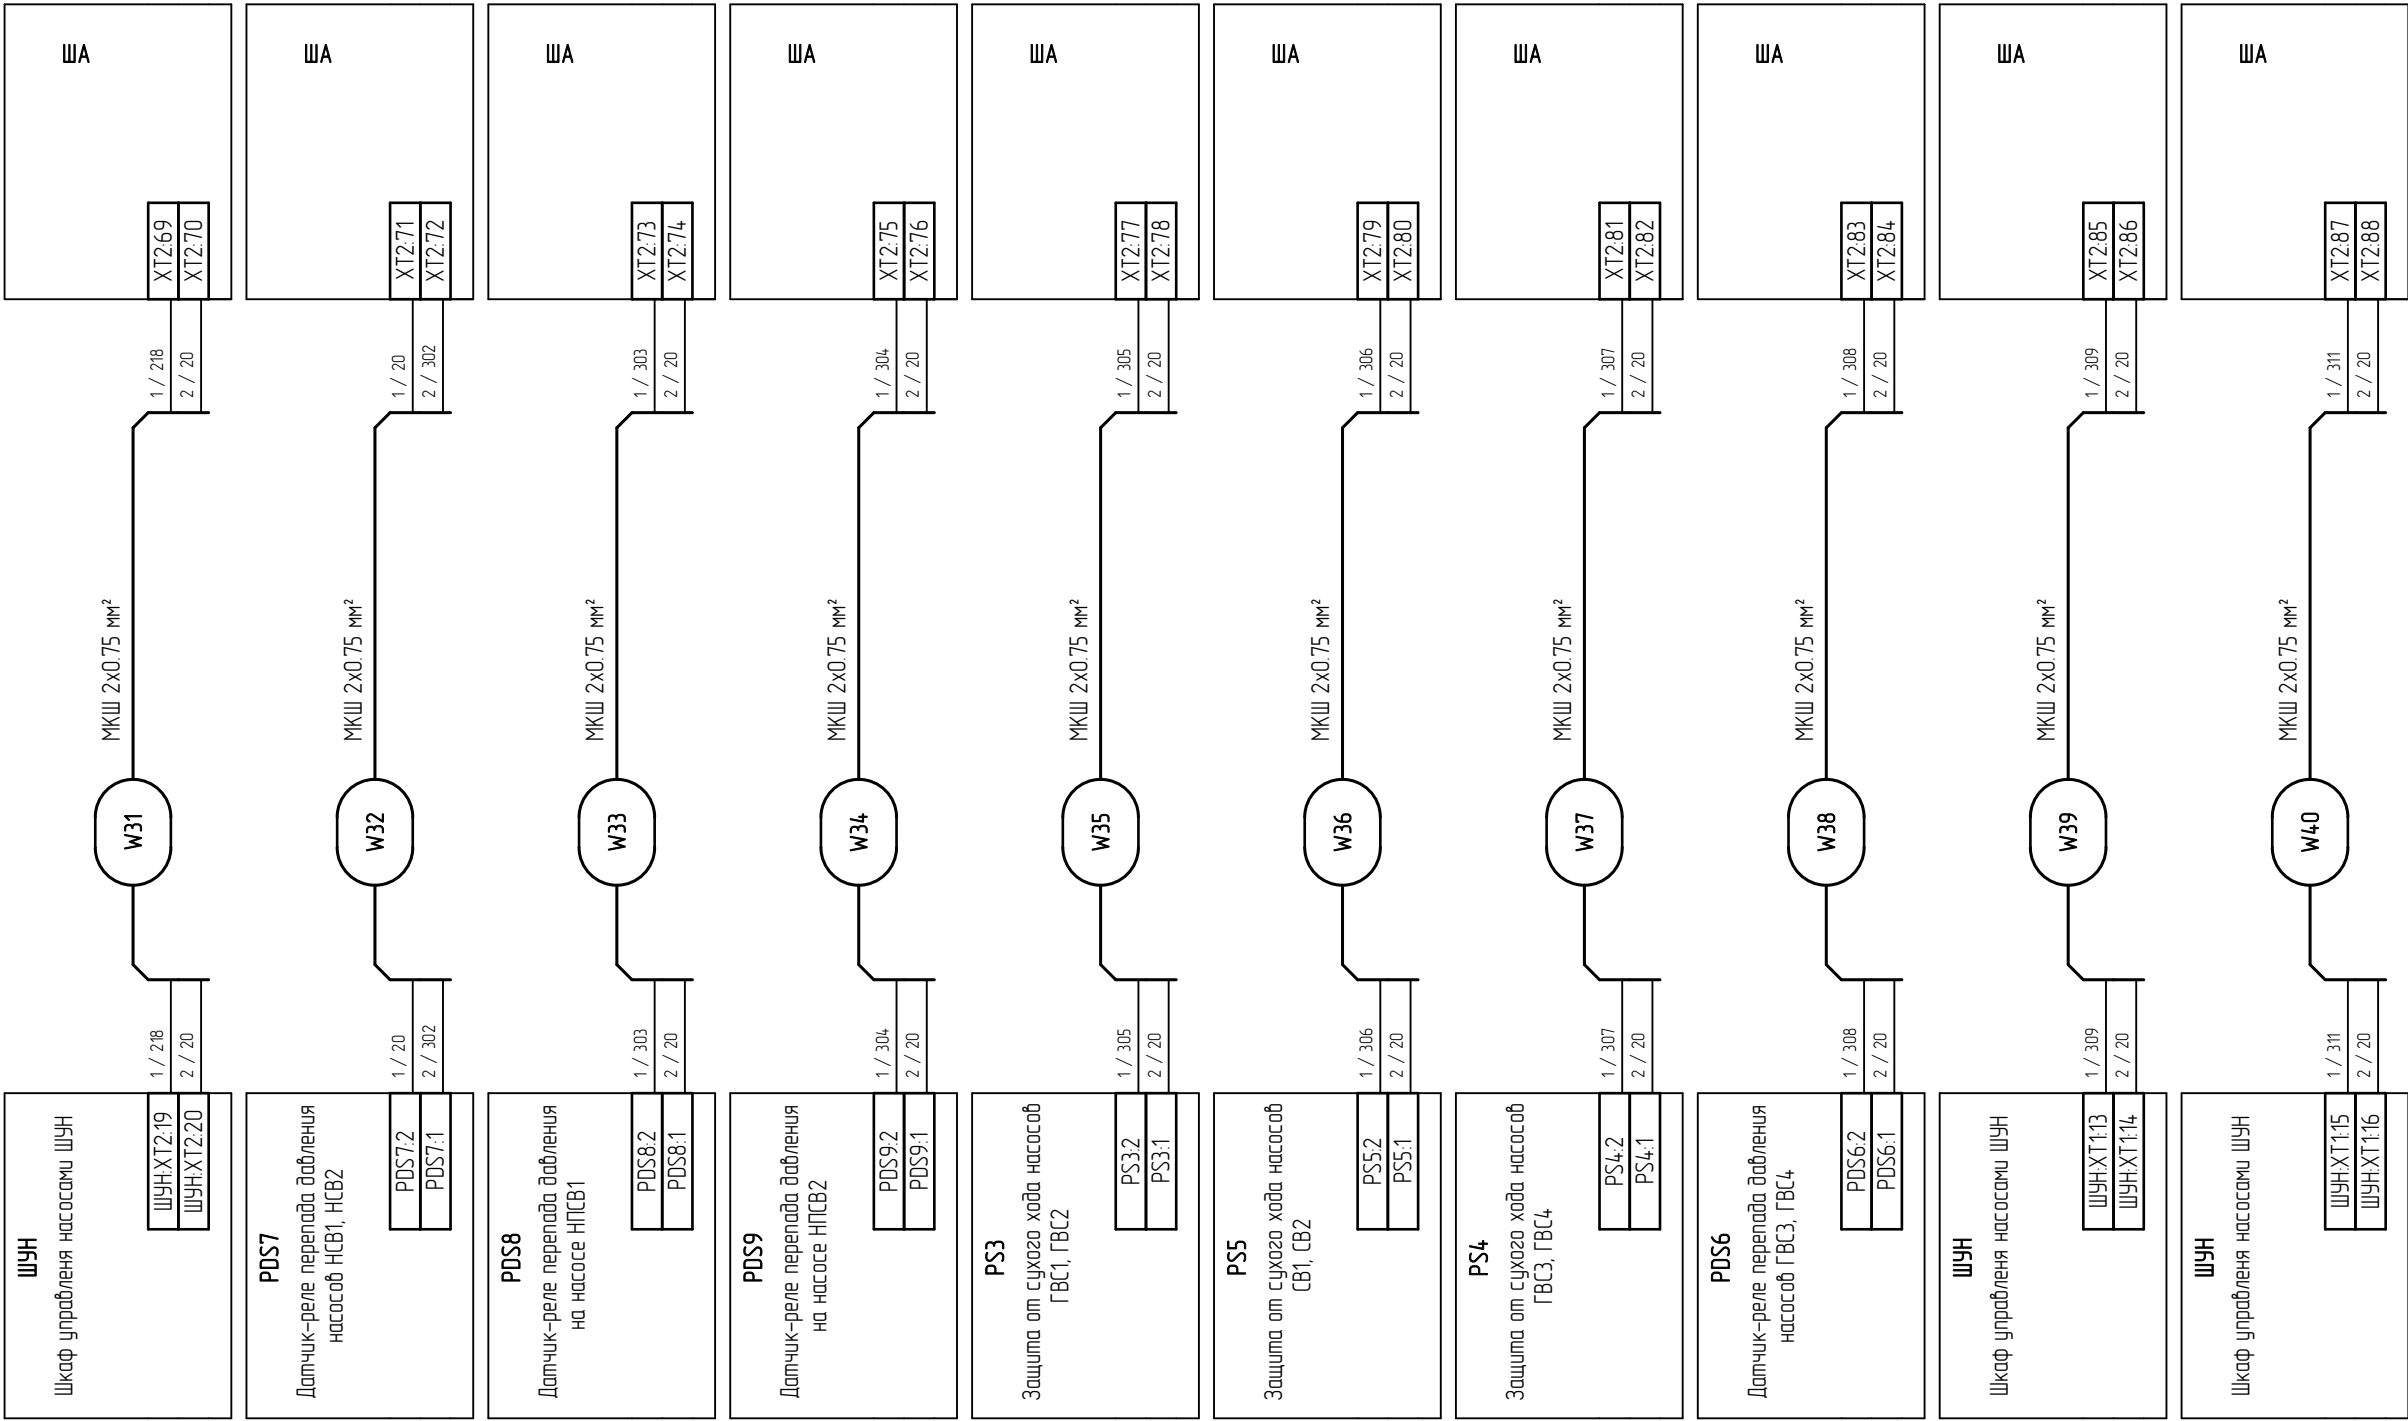 ШУН
Шкаф управленя насосами ШУН
ШУН:XT2:19
ШУН:XT2:20
1 / 218
2 / 20
W31
МКШ 2x0.75 мм²
1 / 218
2 / 20
XT2:69
XT2:70
ША
PDS7
Датчик-реле перепада давления
насосов НСВ1, НСВ2
PDS7:2
PDS7:1
1 / 20
2 / 302
W32
МКШ 2x0.75 мм²
1 / 20
2 / 302
XT2:71
XT2:72
ША
PDS8
Датчик-реле перепада давления
на насосе НПСВ1
PDS8:2
PDS8:1
1 / 303
2 / 20
W33
МКШ 2x0.75 мм²
1 / 303
2 / 20
XT2:73
XT2:74
ША
PDS9
Датчик-реле перепада давления
на насосе НПСВ2
PDS9:2
PDS9:1
1 / 304
2 / 20
W34
МКШ 2x0.75 мм²
1 / 304
2 / 20
XT2:75
XT2:76
ША
PS3
Защита от сухого хода насосов
ГВС1, ГВС2
PS3:2
PS3:1
1 / 305
2 / 20
W35
МКШ 2x0.75 мм²
1 / 305
2 / 20
XT2:77
XT2:78
ША
PS5
Защита от сухого хода насосов
СВ1, СВ2
PS5:2
PS5:1
1 / 306
2 / 20
W36
МКШ 2x0.75 мм²
1 / 306
2 / 20
XT2:79
XT2:80
ША
PS4
Защита от сухого хода насосов
ГВС3, ГВС4
PS4:2
PS4:1
1 / 307
2 / 20
W37
МКШ 2x0.75 мм²
1 / 307
2 / 20
XT2:81
XT2:82
ША
PDS6
Датчик-реле перепада давления
насосов ГВС3, ГВС4
PDS6:2
PDS6:1
1 / 308
2 / 20
W38
МКШ 2x0.75 мм²
1 / 308
2 / 20
XT2:83
XT2:84
ША
ШУН
Шкаф управленя насосами ШУН
ШУН:XT1:13
ШУН:XT1:14
1 / 309
2 / 20
W39
МКШ 2x0.75 мм²
1 / 309
2 / 20
XT2:85
XT2:86
ША
ШУН
Шкаф управленя насосами ШУН
ШУН:XT1:15
ШУН:XT1:16
1 / 311
2 / 20
W40
МКШ 2x0.75 мм²
1 / 311
2 / 20
XT2:87
XT2:88
ША